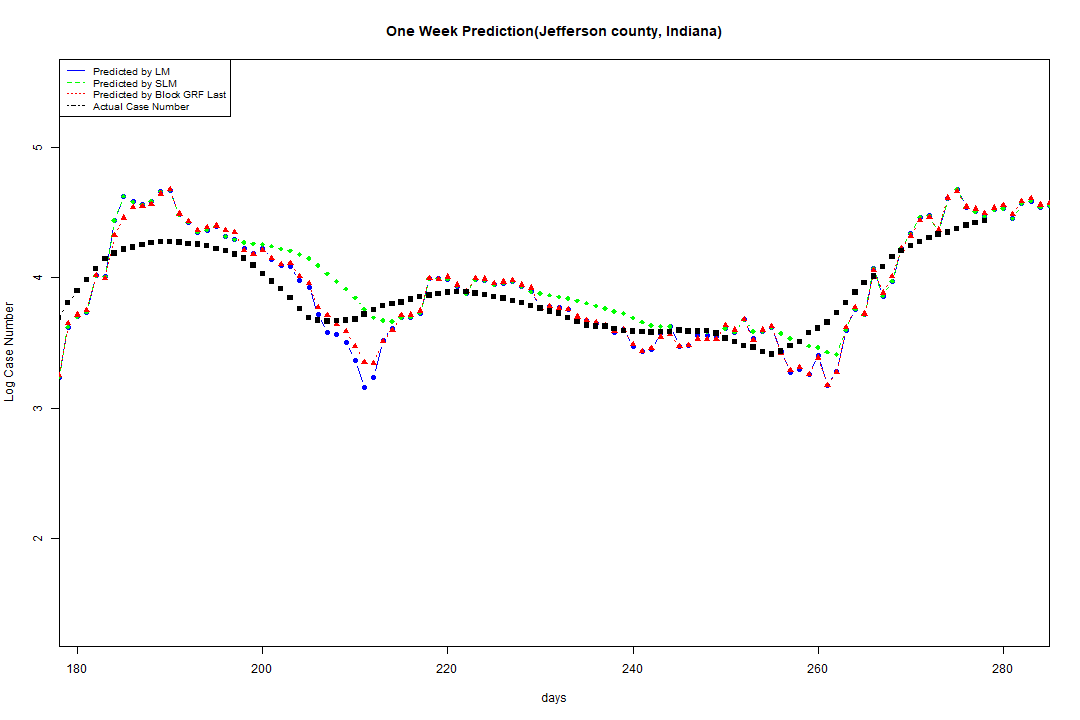 One Week Prediction(Jefferson county, Indiana)
Predicted by LM
Predicted by SLM
Predicted by Block GRF Last
Actual Case Number
5
4
3
2
Log Case Number
180 200 220 240 260 280
days